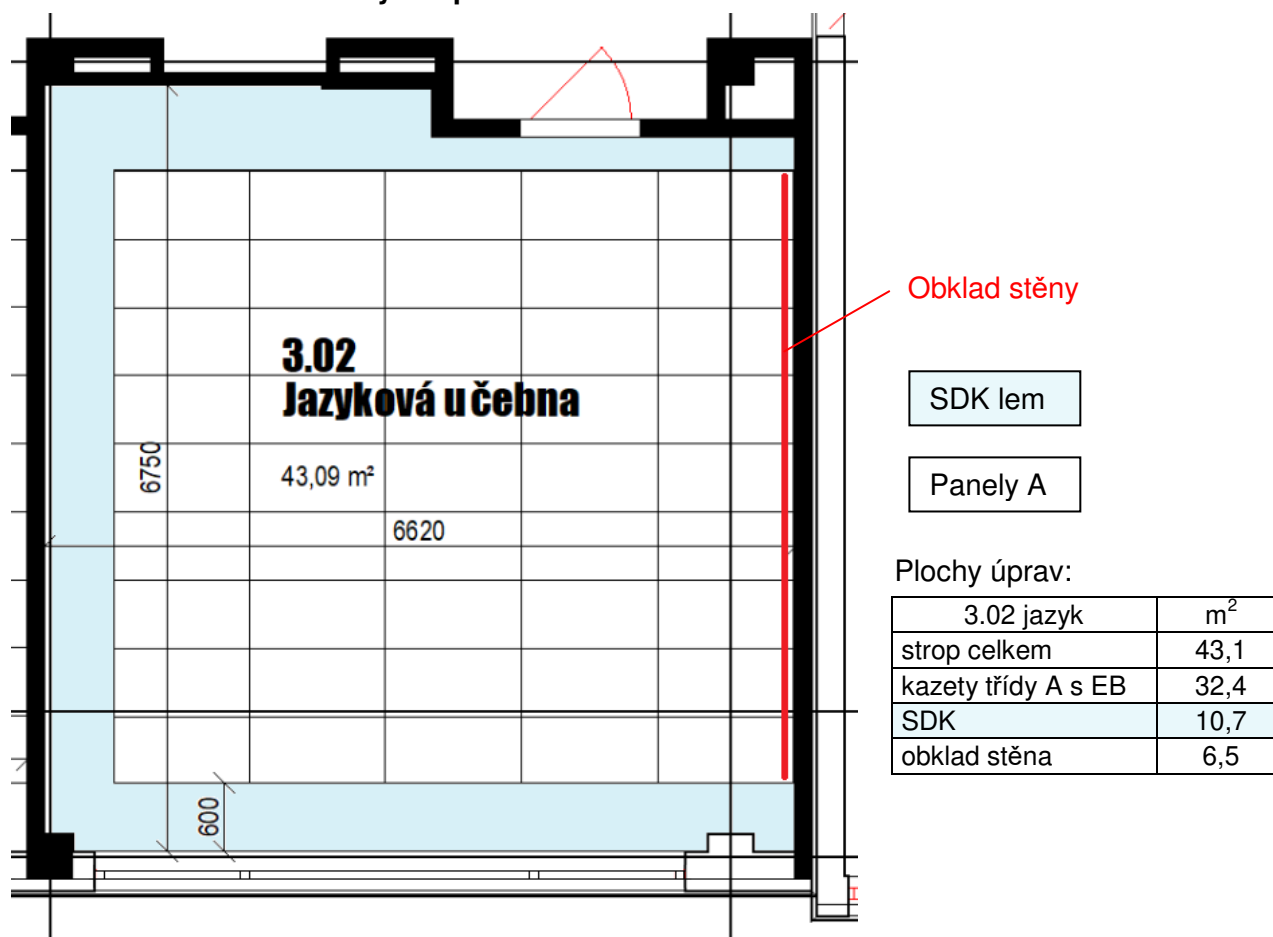 Obklad stěny
3.02
Jazyková učebna
SDK lem
6750
43,09 m²
Panely A
6620
Plochy úprav:
3.02 jazyk m²
strop celkem 43,1
kazety třídy A s EB 32,4
SDK 10,7
obklad stěna 6,5
600